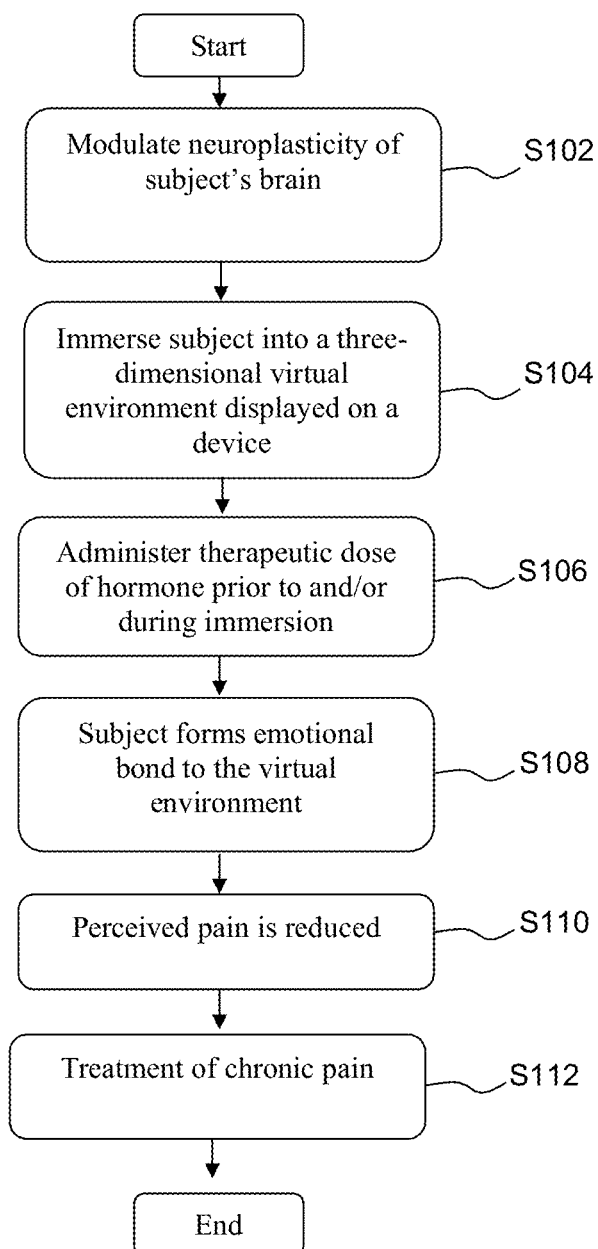 Start
Modulate neuroplasticity of
subject's brain
S102
Immerse subject into a three-
dimensional virtual
environment displayed on a
device
S104
Administer therapeutic dose
of hormone prior to and/or
during immersion
S106
Subject forms emotional
bond to the virtual
environment
S108
Perceived pain is reduced
S110
Treatment of chronic pain
S112
End